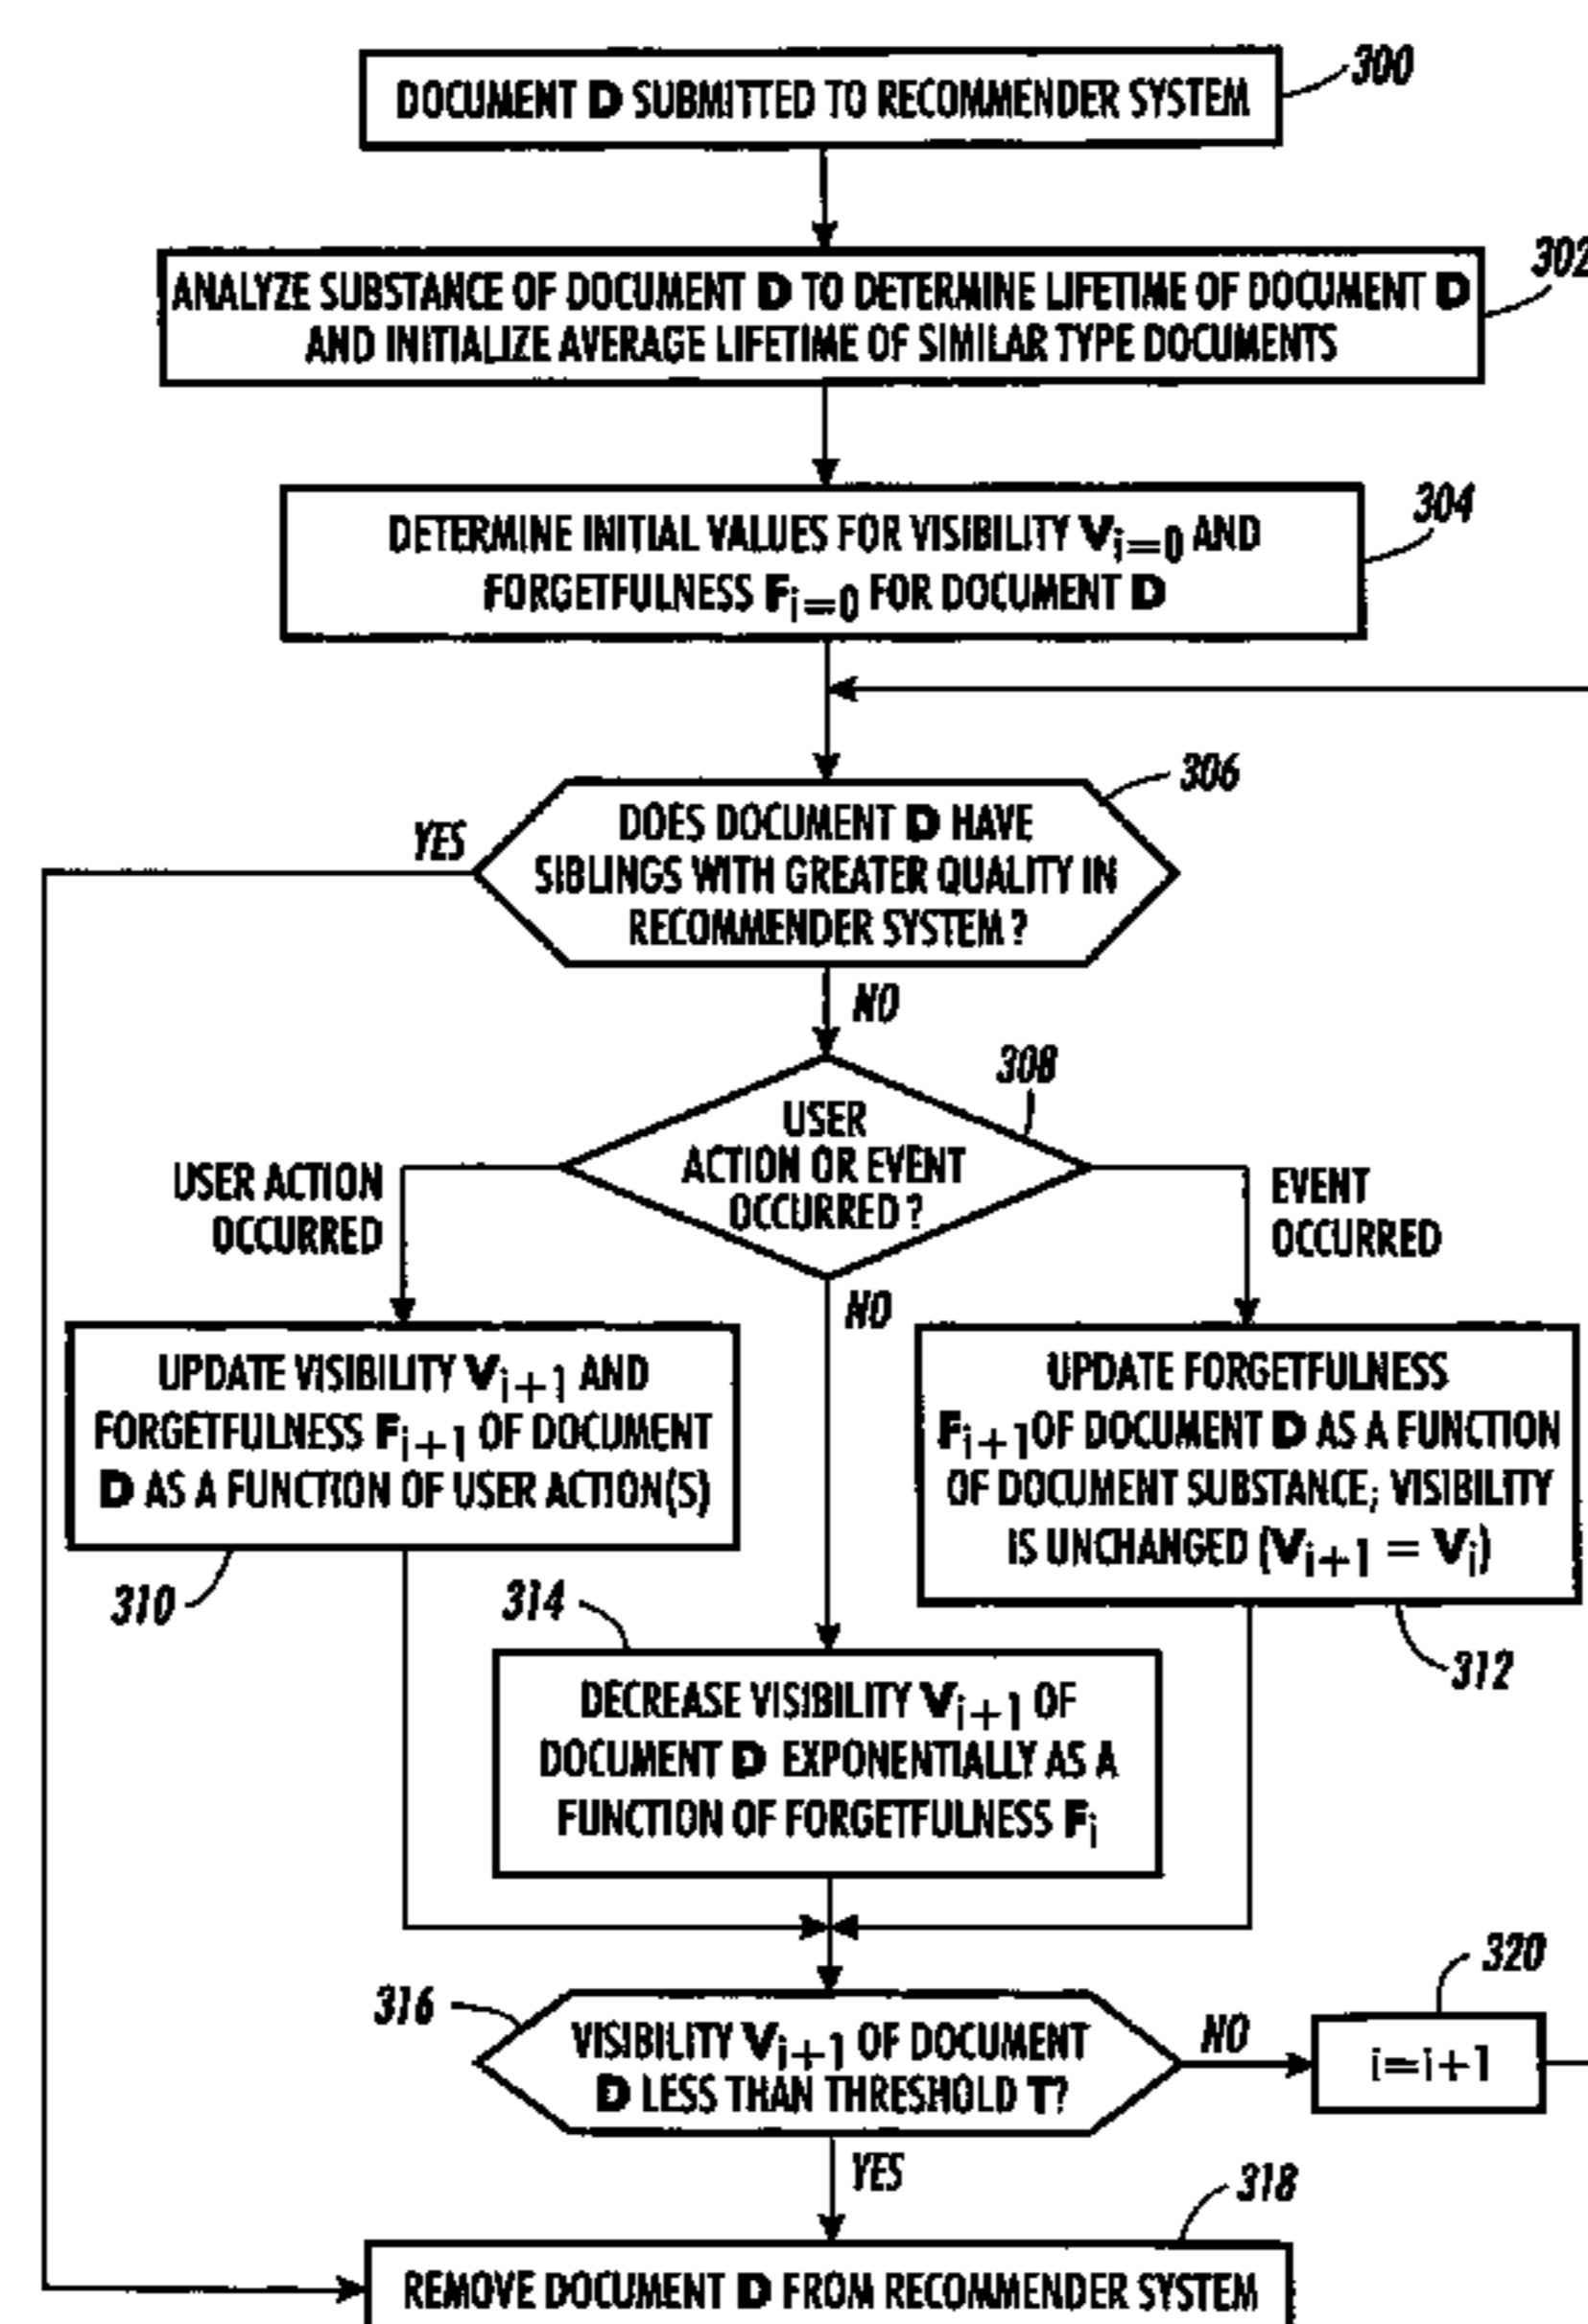 300
DOCUMENT D SUBMITTED TO RECOMMENDER SYSTEM
302
ANALYZE SUBSTANCE OF DOCUMENT D TO DETERMINE LIFETIME OF DOCUMENT D
AND INITIALIZE AVERAGE LIFETIME OF SIMILAR TYPE DOCUMENTS
304
DETERMINE INITIAL VALUES FOR VISIBILITY Vi=0 AND
FORGETFULNESS Fi=0 FOR DOCUMENT D
306
YES
DOES DOCUMENT D HAVE
SIBLINGS WITH GREATER QUALITY IN
RECOMMENDER SYSTEM?
NO
308
USER
ACTION OR EVENT
OCCURRED?
USER ACTION
OCCURRED
EVENT
OCCURRED
NO
UPDATE VISIBILITY Vi+1 AND
FORGETFULNESS Fi+1 OF DOCUMENT
D AS A FUNCTION OF USER ACTION(S)
310
UPDATE FORGETFULNESS
Fi+1 OF DOCUMENT D AS A FUNCTION
OF DOCUMENT SUBSTANCE; VISIBILITY
IS UNCHANGED (Vi+1 = Vi)
312
314
DECREASE VISIBILITY Vi+1 OF
DOCUMENT D EXPONENTIALLY AS A
FUNCTION OF FORGETFULNESS Fi
316
VISIBILITY Vi+1 OF DOCUMENT
D LESS THAN THRESHOLD T?
NO
320
i=i+1
YES
318
REMOVE DOCUMENT D FROM RECOMMENDER SYSTEM